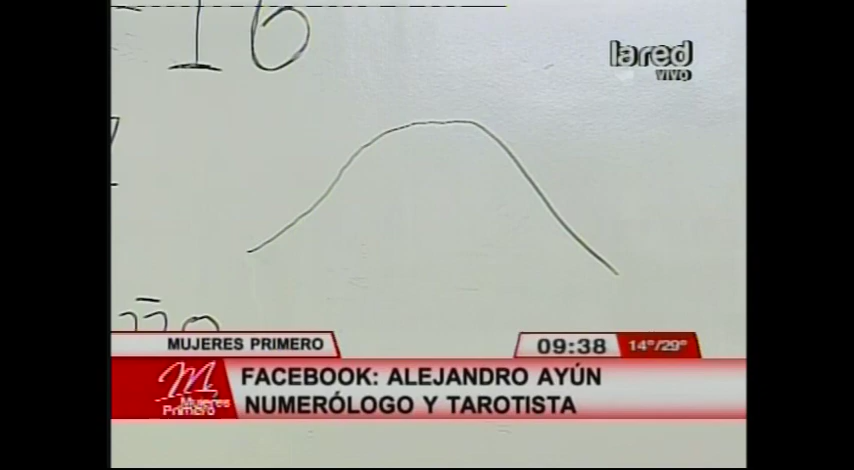 =16
lared
VIVO
MUJERES PRIMERO
09:38
14°/29°
M
Mujeres
Primero
FACEBOOK: ALEJANDRO AYÚN
NUMERÓLOGO Y TAROTISTA